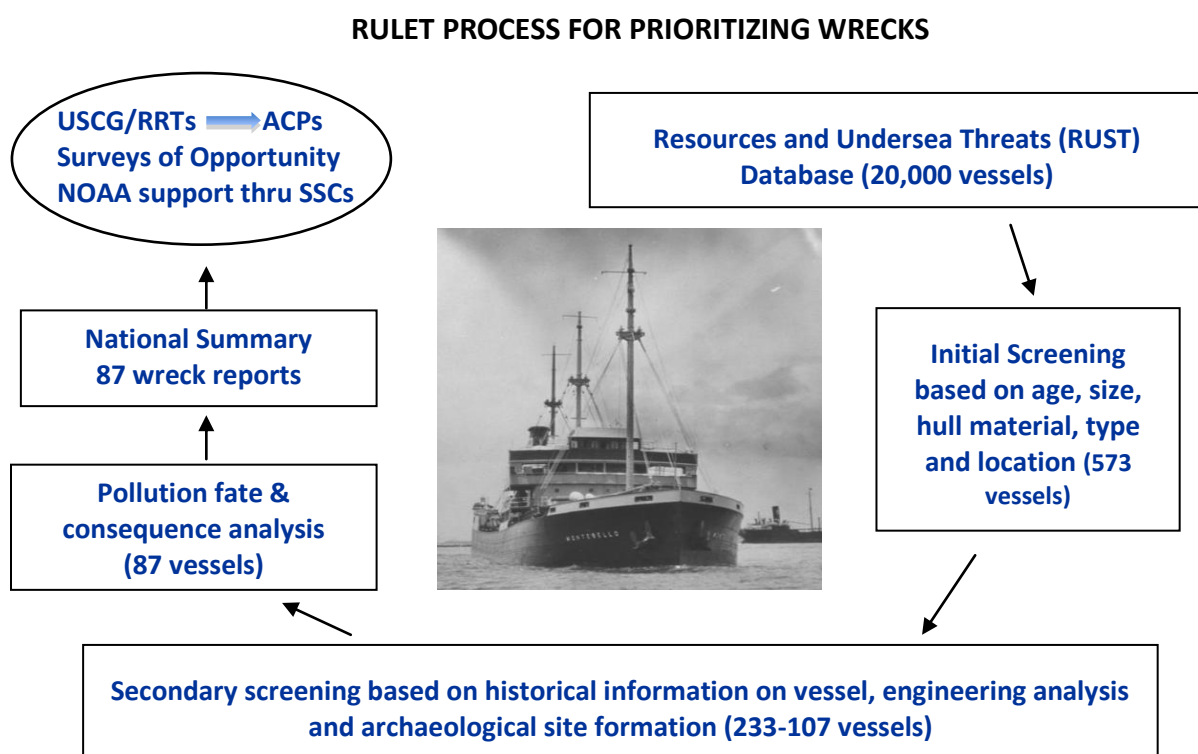 RULET PROCESS FOR PRIORITIZING WRECKS
USCG/RRTs ACPs
Surveys of Opportunity
NOAA support thru SSCs
Resources and Undersea Threats (RUST)
Database (20,000 vessels)
National Summary
87 wreck reports
Initial Screening
based on age, size,
hull material, type
and location (573
vessels)
Pollution fate &
consequence analysis
(87 vessels)
MONTEBELLO
Secondary screening based on historical information on vessel, engineering analysis
and archaeological site formation (233-107 vessels)